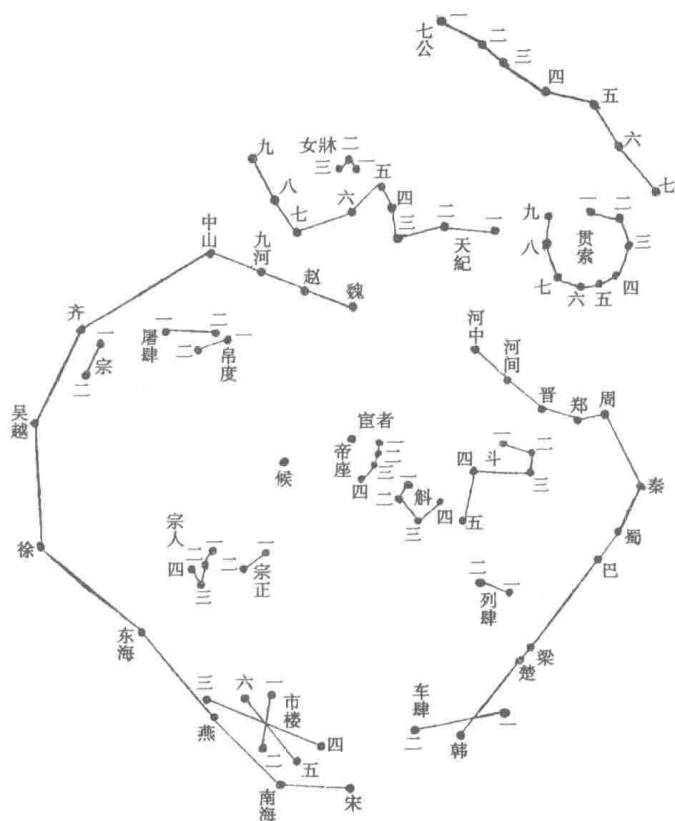 七公
一
二
三
四
五
六
七
女牀
一
二
三
天紀
一
二
三
四
五
六
七
八
九
贯索
一
二
三
四
五
六
七
八
九
中山
九河
赵
魏
齐
吴越
徐
东海
燕
南海
宋
宗
一
二
屠肆
一
二
帛度
一
二
河中
河间
晋
郑
周
秦
蜀
巴
梁
楚
韩
宦者
一
二
三
四
帝座
候
斛
一
二
三
四
斗
一
二
三
四
五
宗人
一
二
三
四
宗正
一
二
列肆
一
二
市楼
一
二
三
四
五
六
车肆
一
二